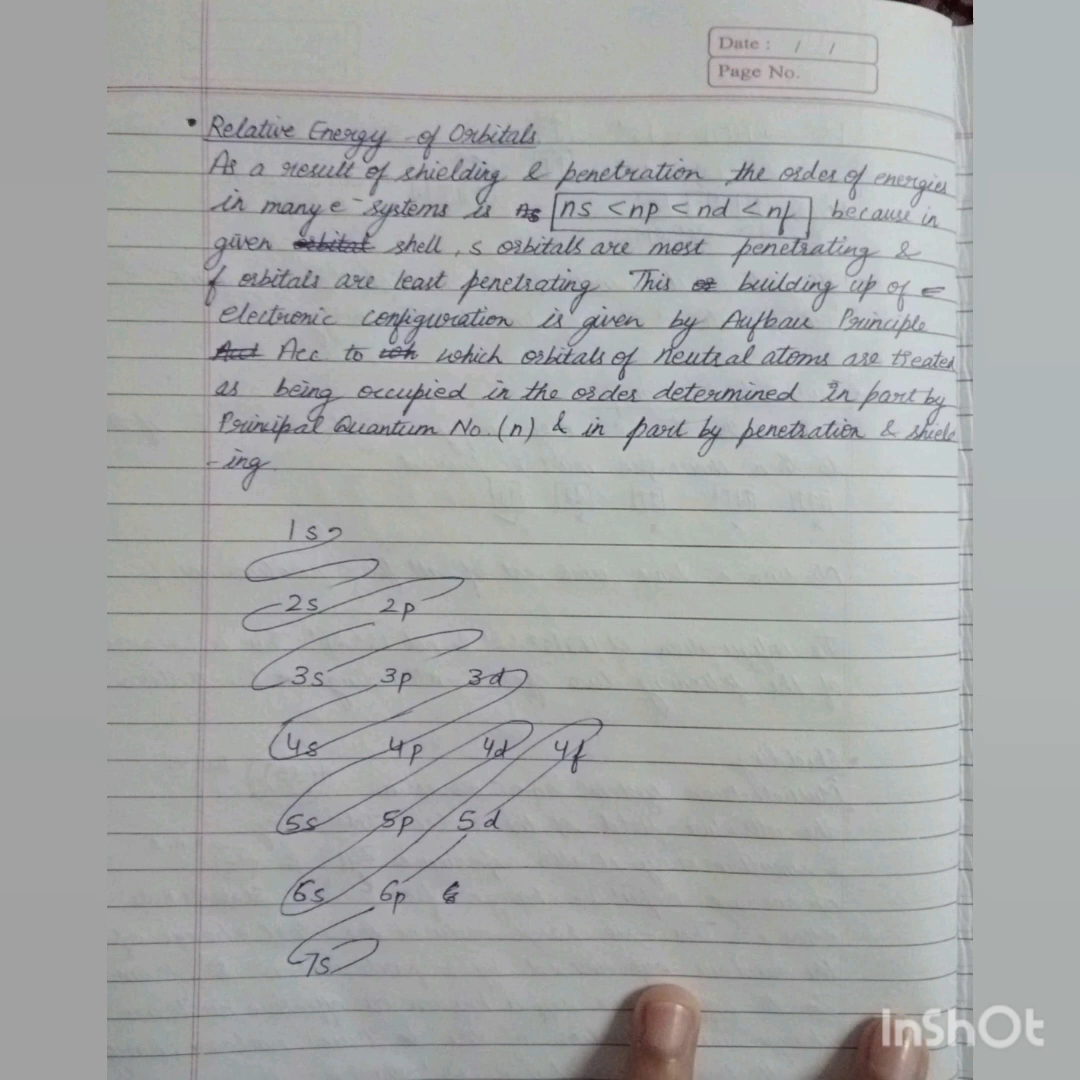 Date : / /
Page No.
• Relative Energy of Orbitals
As a result of shielding & penetration the order of energies
in many e⁻ systems is ns < np < nd < nf because in
given orbital shell, s orbitals are most penetrating &
f orbitals are least penetrating This of building up of e
electronic configuration is given by Aufbau Principle
Acc to which orbitals of neutral atoms are treated
as being occupied in the order determined in part by
Principal Quantum No. (n) & in part by penetration & shield
-ing
1s
2s 2p
3s 3p 3d
4s 4p 4d 4f
5s 5p 5d
6s 6p
7s
InShOt